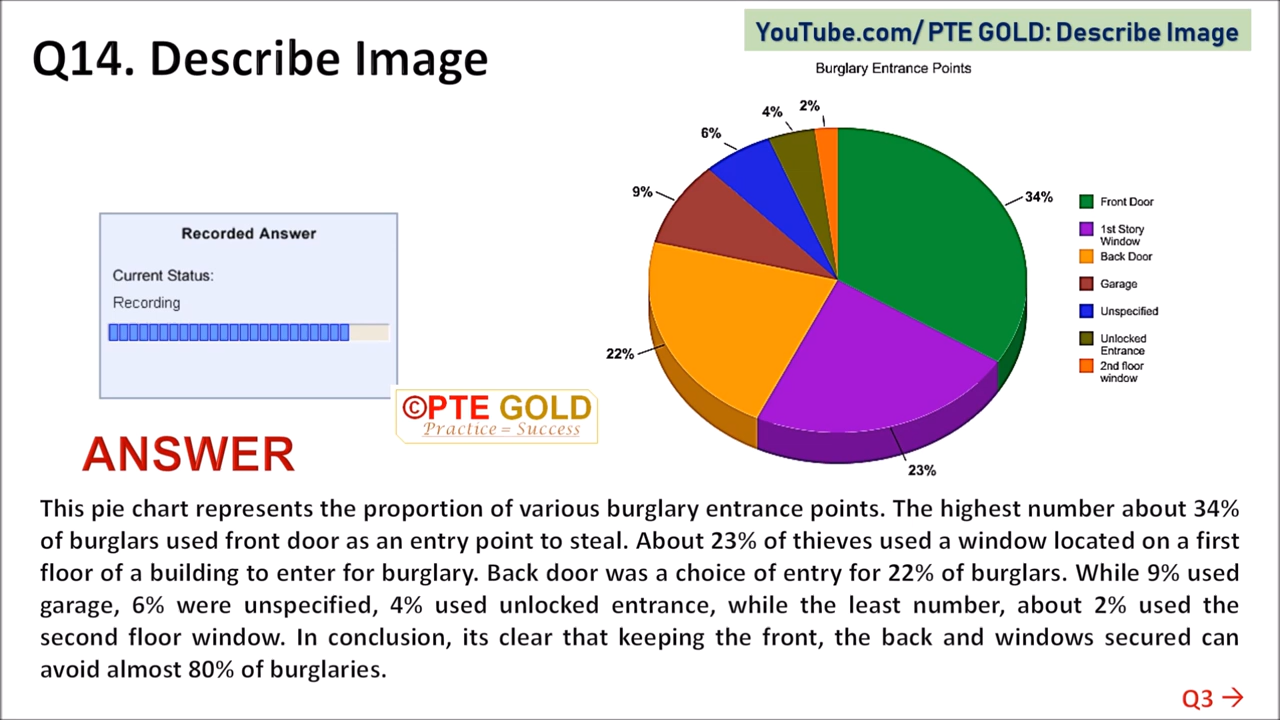 YouTube.com/ PTE GOLD: Describe Image
Q14. Describe Image
Burglary Entrance Points
2%
4%
6%
9%
34%
22%
23%
Front Door
1st Story
Window
Back Door
Garage
Unspecified
Unlocked
Entrance
2nd floor
window
Recorded Answer
Current Status:
Recording
©PTE GOLD
Practice = Success
ANSWER
This pie chart represents the proportion of various burglary entrance points. The highest number about 34%
of burglars used front door as an entry point to steal. About 23% of thieves used a window located on a first
floor of a building to enter for burglary. Back door was a choice of entry for 22% of burglars. While 9% used
garage, 6% were unspecified, 4% used unlocked entrance, while the least number, about 2% used the
second floor window. In conclusion, its clear that keeping the front, the back and windows secured can
avoid almost 80% of burglaries.
Q3 →